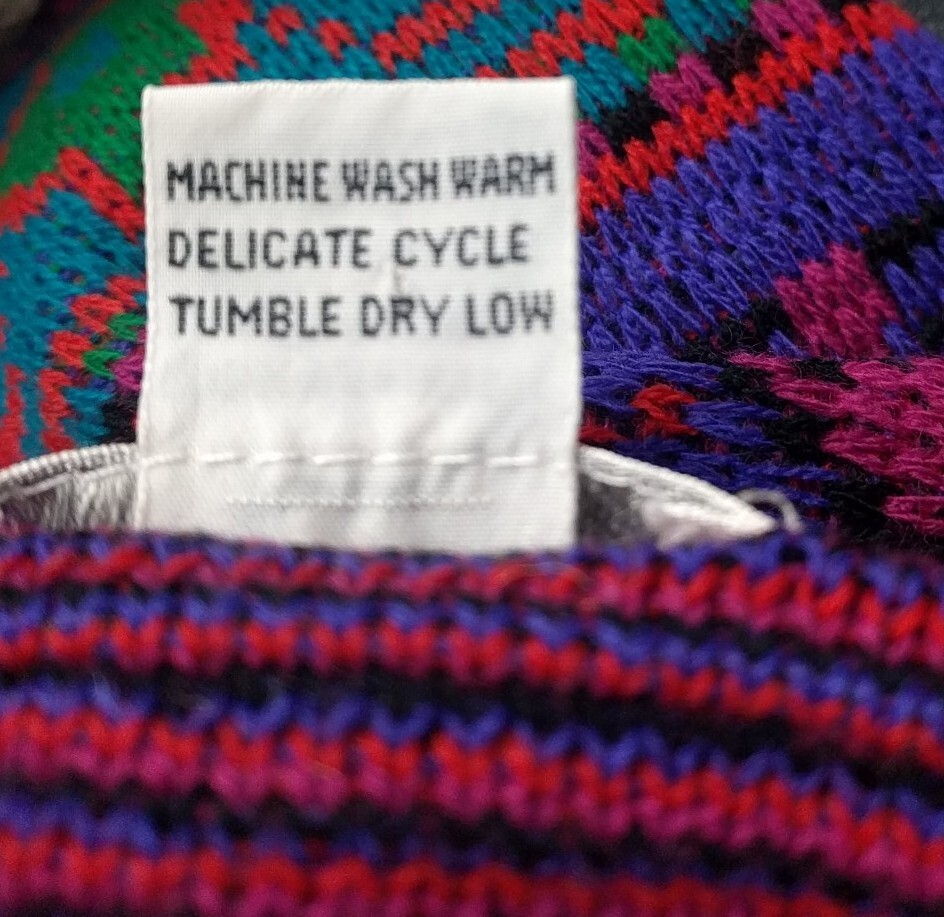 MACHINE WASH WARM
DELICATE CYCLE
TUMBLE DRY LOW